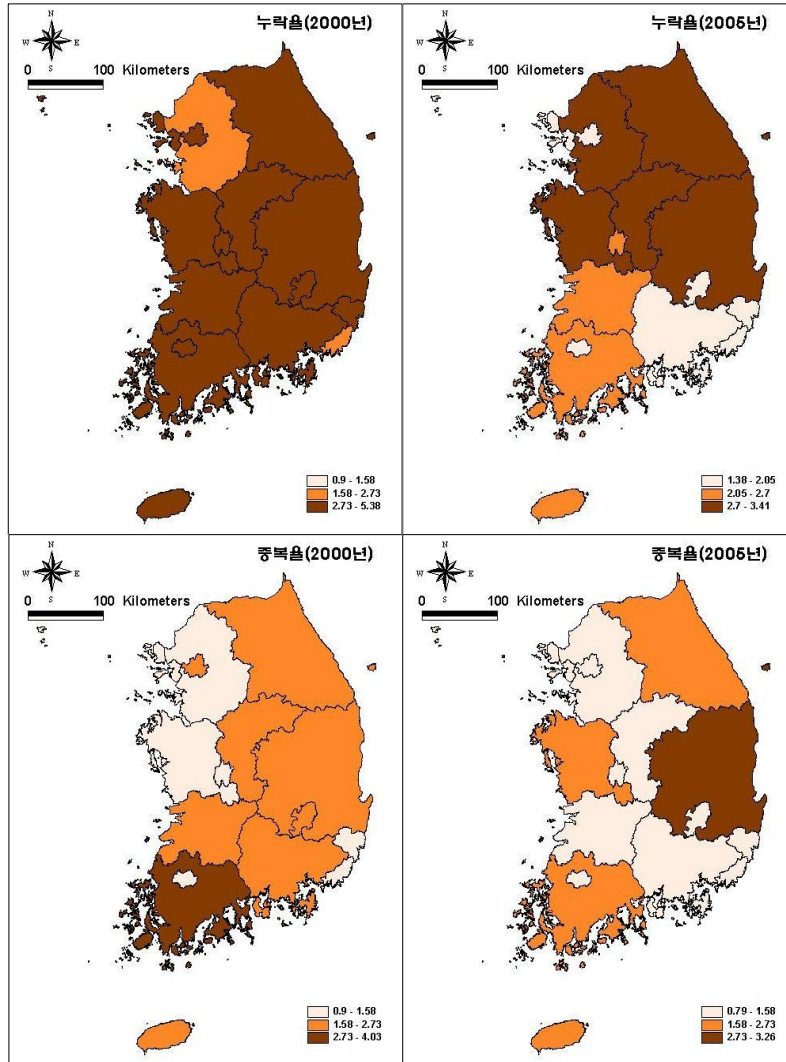 누락율(2000년)
N
W E
S
0 100 Kilometers
0.9 - 1.58
1.58 - 2.73
2.73 - 5.38
누락율(2005년)
N
W E
S
0 100 Kilometers
1.38 - 2.05
2.05 - 2.7
2.7 - 3.41
중복율(2000년)
N
W E
S
0 100 Kilometers
0.9 - 1.58
1.58 - 2.73
2.73 - 4.03
중복율(2005년)
N
W E
S
0 100 Kilometers
0.79 - 1.58
1.58 - 2.73
2.73 - 3.26